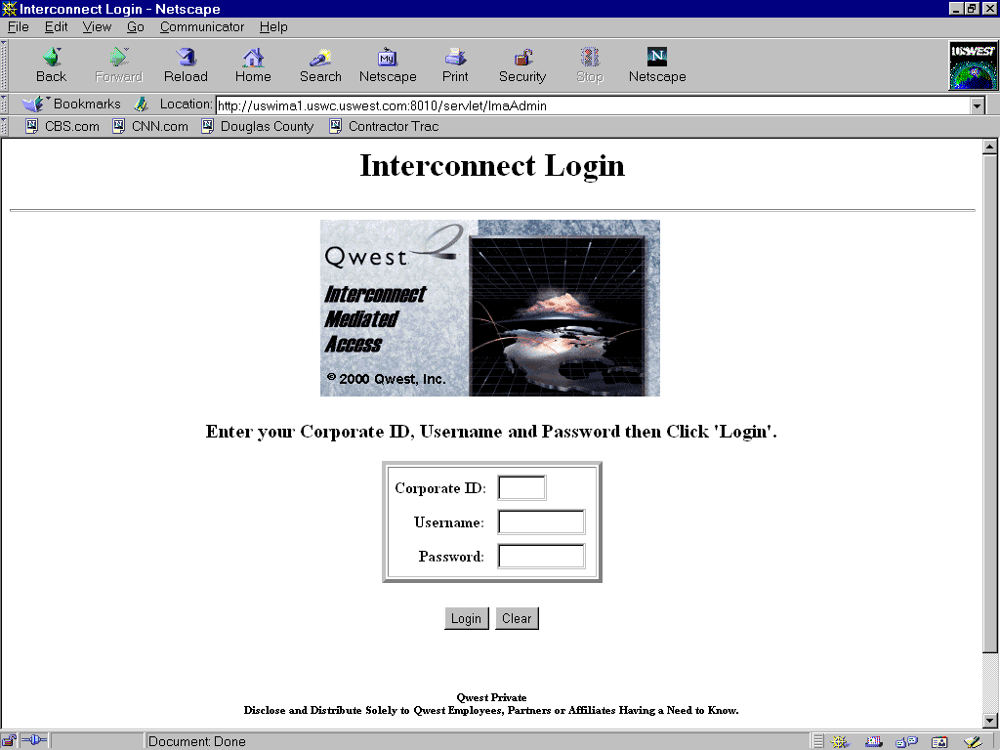 Interconnect Login - Netscape
File Edit View Go Communicator Help
My N USWEST
Back Forward Reload Home Search Netscape Print Security Stop Netscape
Bookmarks Location: http://uswima1.uswc.uswest.com:8010/servlet/ImaAdmin
CBS.com CNN.com Douglas County Contractor Trac
Interconnect Login
Qwest
Interconnect
Mediated
Access
© 2000 Qwest, Inc.
Enter your Corporate ID, Username and Password then Click 'Login'.
Corporate ID:
Username:
Password:
Login Clear
Qwest Private
Disclose and Distribute Solely to Qwest Employees, Partners or Affiliates Having a Need to Know.
Document: Done